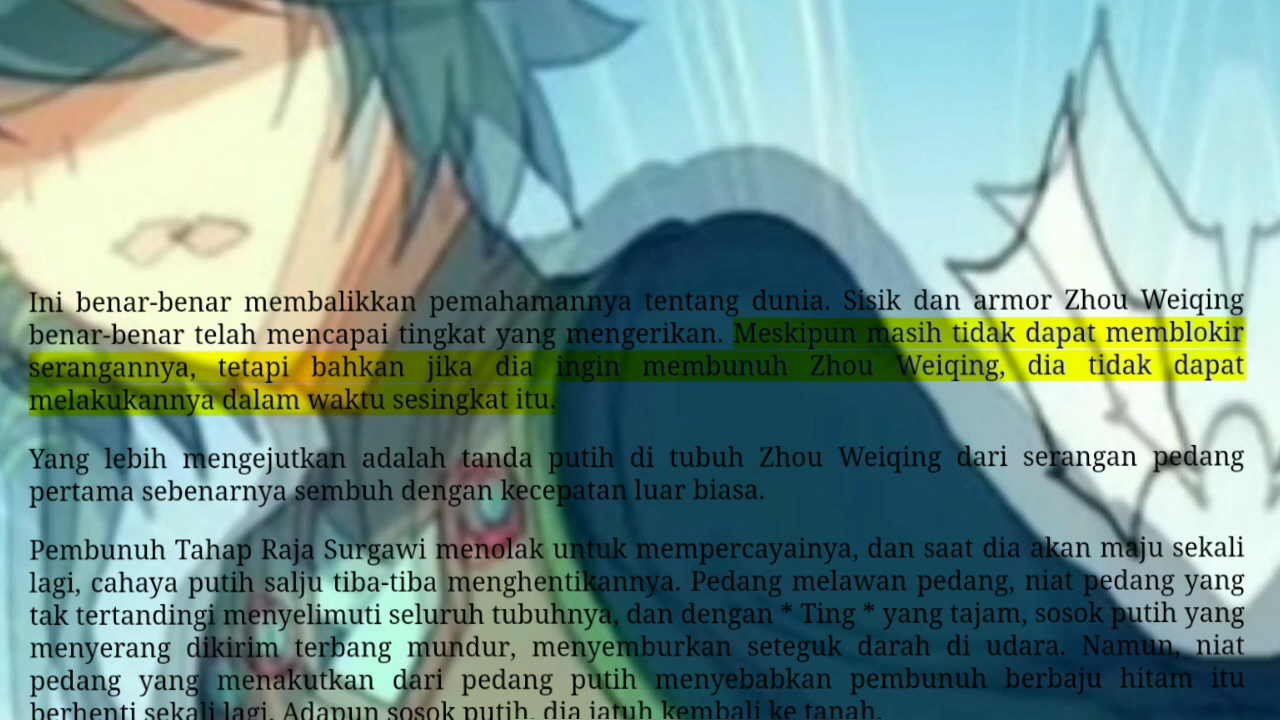 Ini benar-benar membalikkan pemahamannya tentang dunia. Sisik dan armor Zhou Weiqing
benar-benar telah mencapai tingkat yang mengerikan. Meskipun masih tidak dapat memblokir
serangannya, tetapi bahkan jika dia ingin membunuh Zhou Weiqing, dia tidak dapat
melakukannya dalam waktu sesingkat itu.
Yang lebih mengejutkan adalah tanda putih di tubuh Zhou Weiqing dari serangan pedang
pertama sebenarnya sembuh dengan kecepatan luar biasa.
Pembunuh Tahap Raja Surgawi menolak untuk mempercayainya, dan saat dia akan maju sekali
lagi, cahaya putih salju tiba-tiba menghentikannya. Pedang melawan pedang, niat pedang yang
tak tertandingi menyelimuti seluruh tubuhnya, dan dengan * Ting * yang tajam, sosok putih yang
menyerang dikirim terbang mundur, menyemburkan seteguk darah di udara. Namun, niat
pedang yang menakutkan dari pedang putih menyebabkan pembunuh berbaju hitam itu
berhenti sekali lagi. Adapun sosok putih, dia jatuh kembali ke tanah.